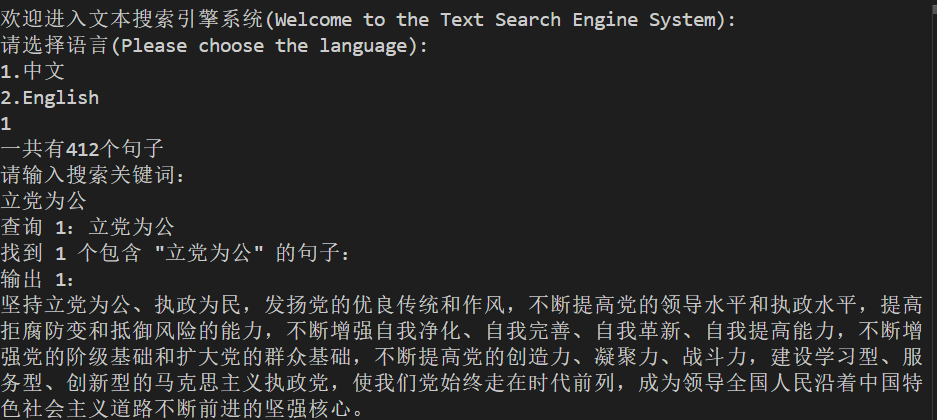 欢迎进入文本搜索引擎系统(Welcome to the Text Search Engine System):
请选择语言(Please choose the language):
1.中文
2.English
1
一共有412个句子
请输入搜索关键词：
立党为公
查询 1：立党为公
找到 1 个包含 "立党为公" 的句子：
输出 1：
坚持立党为公、执政为民，发扬党的优良传统和作风，不断提高党的领导水平和执政水平，提高
拒腐防变和抵御风险的能力，不断增强自我净化、自我完善、自我革新、自我提高能力，不断增
强党的阶级基础和扩大党的群众基础，不断提高党的创造力、凝聚力、战斗力，建设学习型、服
务型、创新型的马克思主义执政党，使我们党始终走在时代前列，成为领导全国人民沿着中国特
色社会主义道路不断前进的坚强核心。